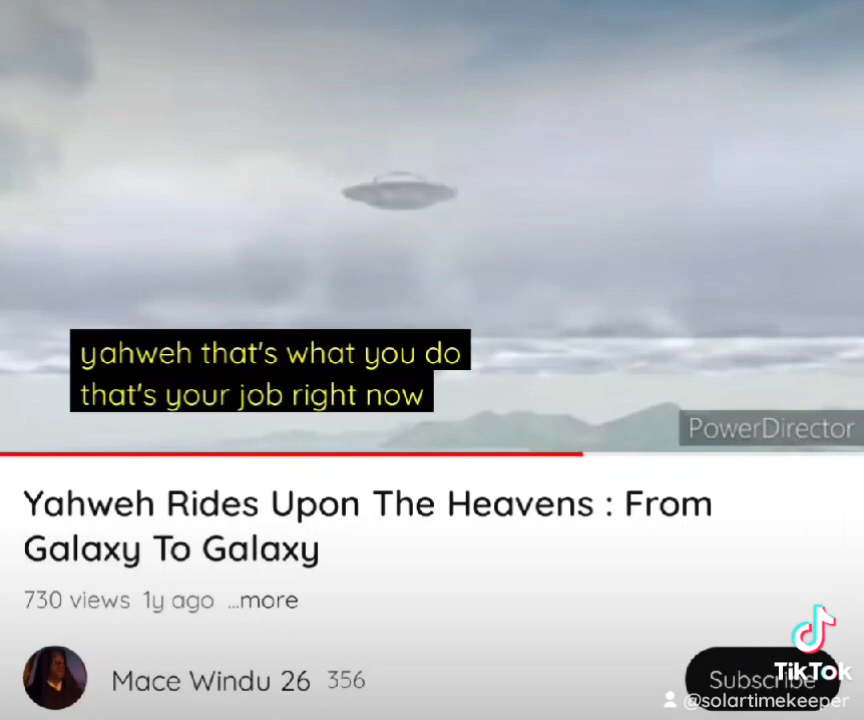 yahweh that's what you do
that's your job right now
PowerDirector
Yahweh Rides Upon The Heavens : From
Galaxy To Galaxy
730 views 1y ago ...more
Mace Windu 26 356
Subscribe
TikTok
@solartimekeeper